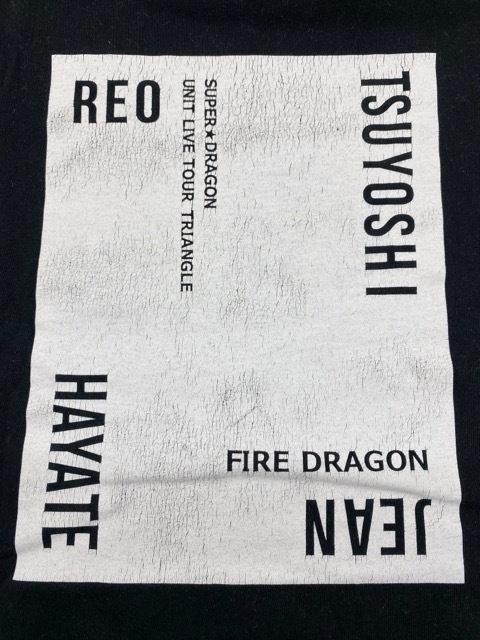 REO
SUPER★DRAGON
UNIT LIVE TOUR TRIANGLE
TSUYOSHI
HAYATE
FIRE DRAGON
JEAN